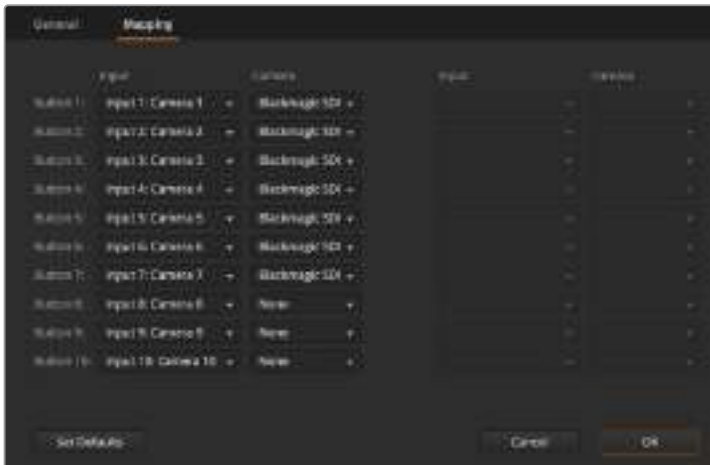 General Mapping
Input Camera Input Camera
Button 1: Input 1: Camera 1 Blackmagic SDI
Button 2: Input 2: Camera 2 Blackmagic SDI
Button 3: Input 3: Camera 3 Blackmagic SDI
Button 4: Input 4: Camera 4 Blackmagic SDI
Button 5: Input 5: Camera 5 Blackmagic SDI
Button 6: Input 6: Camera 6 Blackmagic SDI
Button 7: Input 7: Camera 7 Blackmagic SDI
Button 8: Input 8: Camera 8 None
Button 9: Input 9: Camera 9 None
Button 10: Input 10: Camera 10 None
Set Defaults Cancel OK